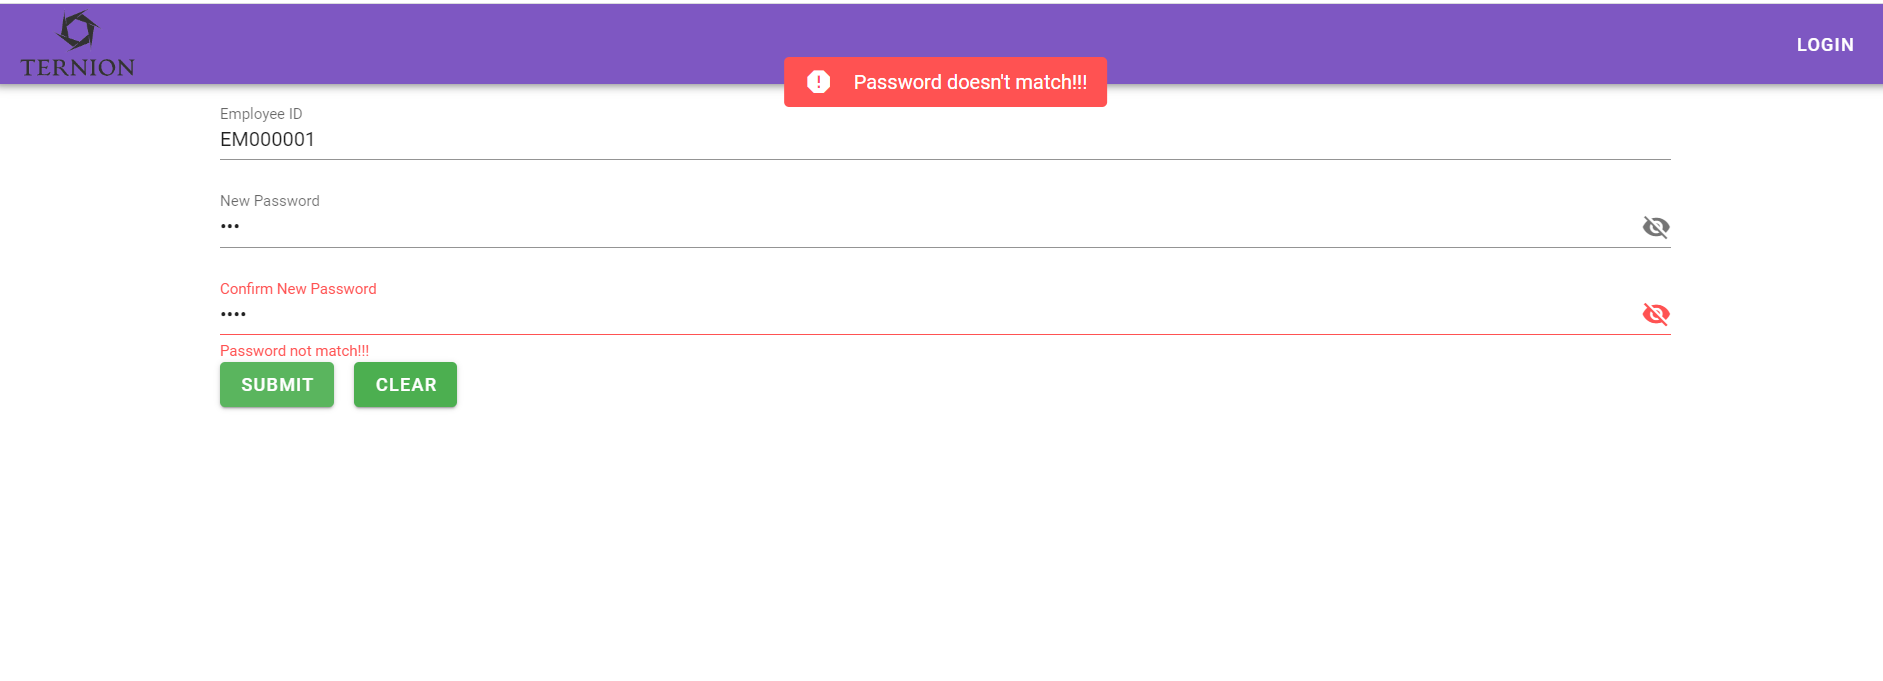 TERNION
LOGIN
Password doesn't match!!!
Employee ID
EM000001
New Password
•••
Confirm New Password
••••
Password not match!!!
SUBMIT CLEAR